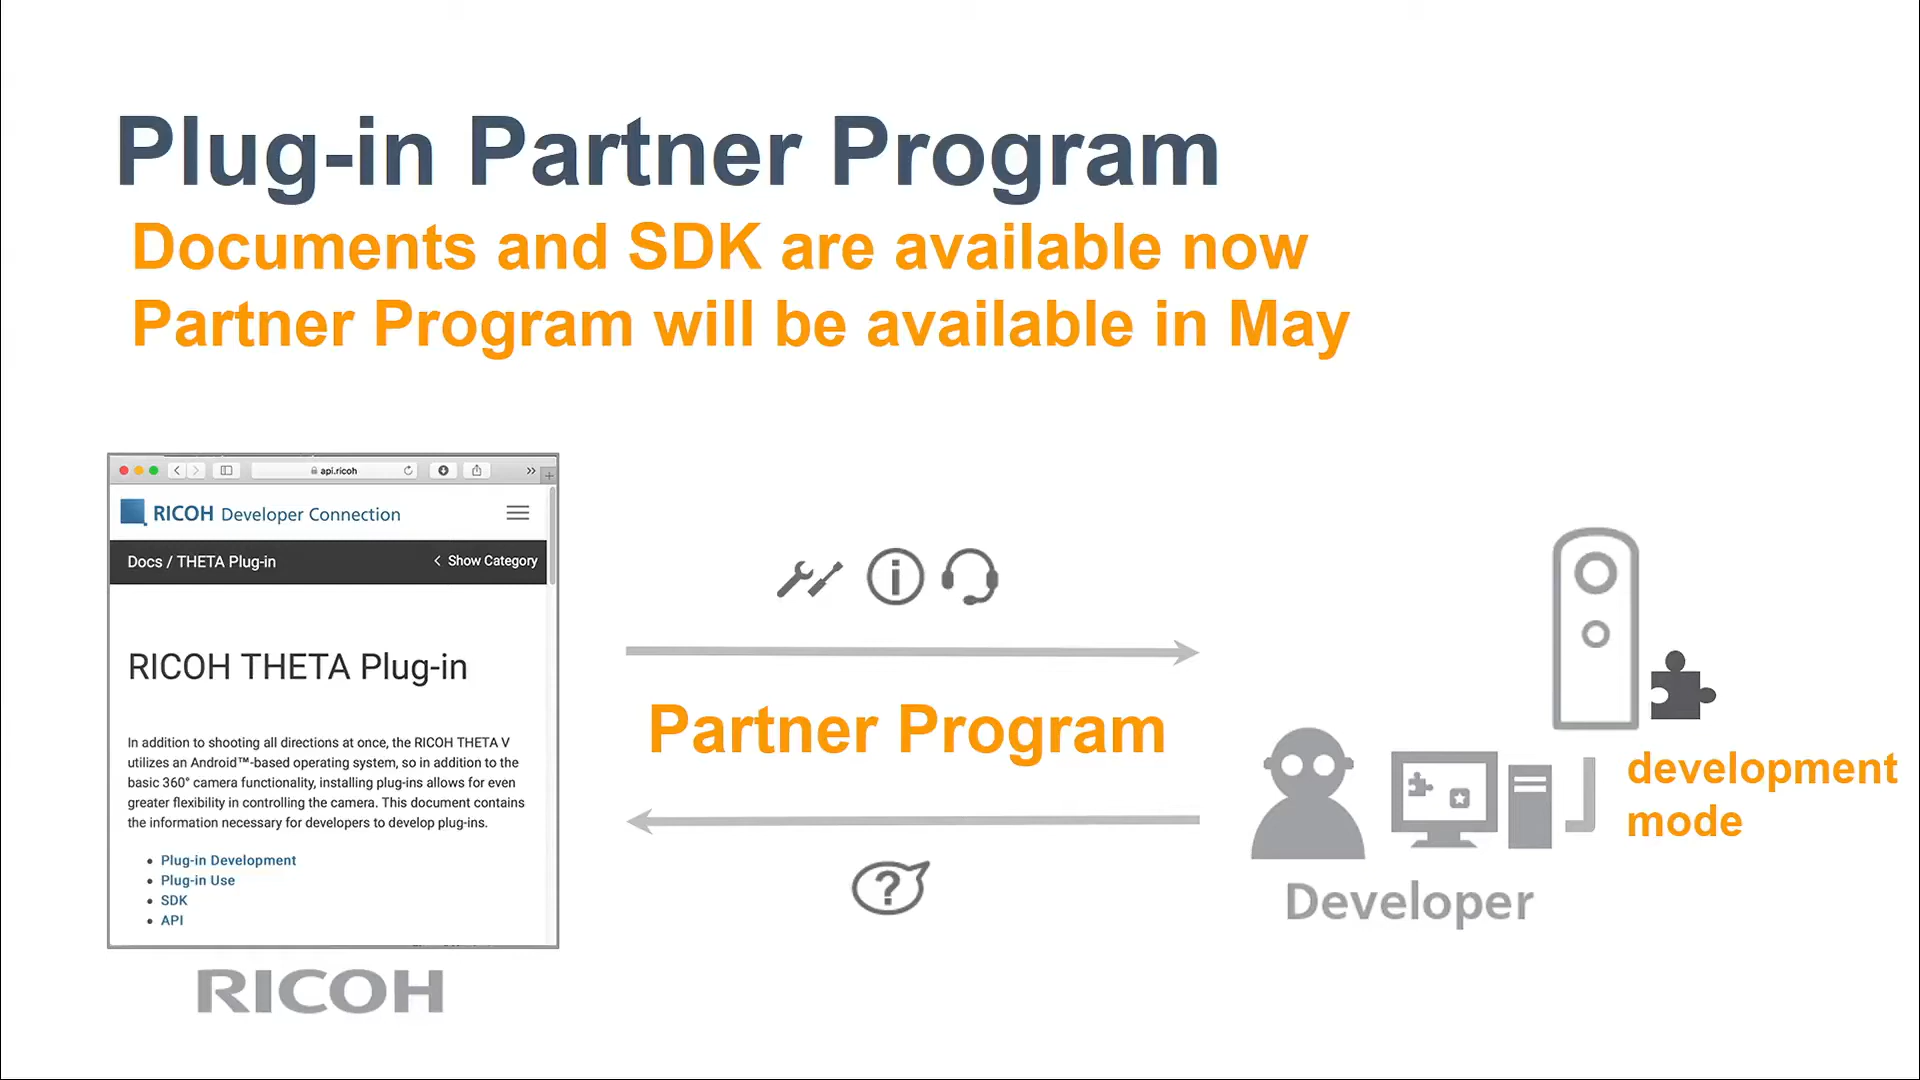 Plug-in Partner Program
Documents and SDK are available now
Partner Program will be available in May
api.ricoh
RICOH Developer Connection
Docs / THETA Plug-in
Show Category
RICOH THETA Plug-in
In addition to shooting all directions at once, the RICOH THETA V
utilizes an Android™-based operating system, so in addition to the
basic 360° camera functionality, installing plug-ins allows for even
greater flexibility in controlling the camera. This document contains
the information necessary for developers to develop plug-ins.
• Plug-in Development
• Plug-in Use
• SDK
• API
RICOH
Partner Program
development
mode
Developer